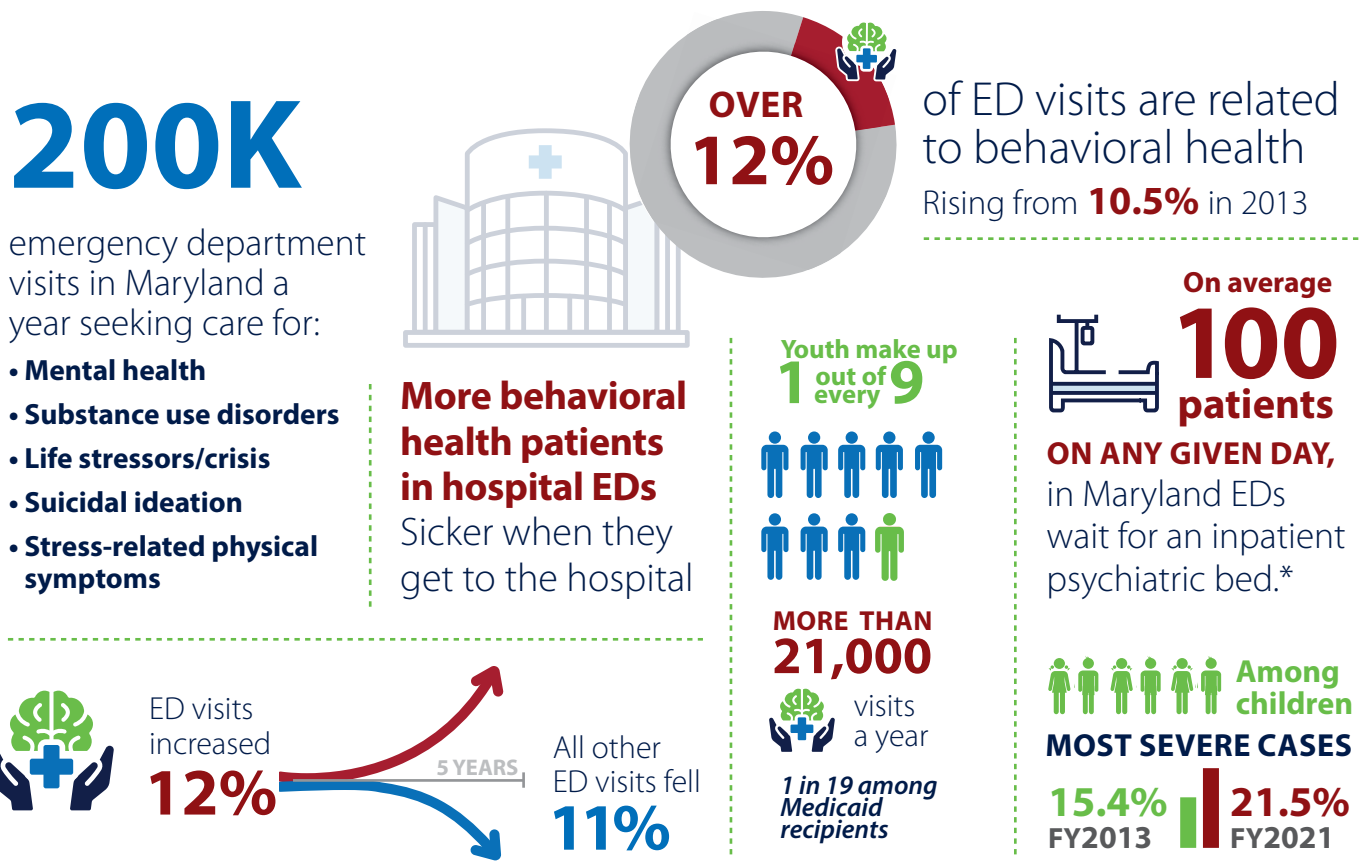 200K
emergency department
visits in Maryland a
year seeking care for:
• Mental health
• Substance use disorders
• Life stressors/crisis
• Suicidal ideation
• Stress-related physical
symptoms
More behavioral
health patients
in hospital EDs
Sicker when they
get to the hospital
OVER
12%
of ED visits are related
to behavioral health
Rising from 10.5% in 2013
ED visits
increased
12%
5 YEARS
All other
ED visits fell
11%
Youth make up
1 out of every 9
MORE THAN
21,000
visits
a year
1 in 19 among
Medicaid
recipients
On average
100
patients
ON ANY GIVEN DAY,
in Maryland EDs
wait for an inpatient
psychiatric bed.*
Among
children
MOST SEVERE CASES
15.4%
FY2013
21.5%
FY2021